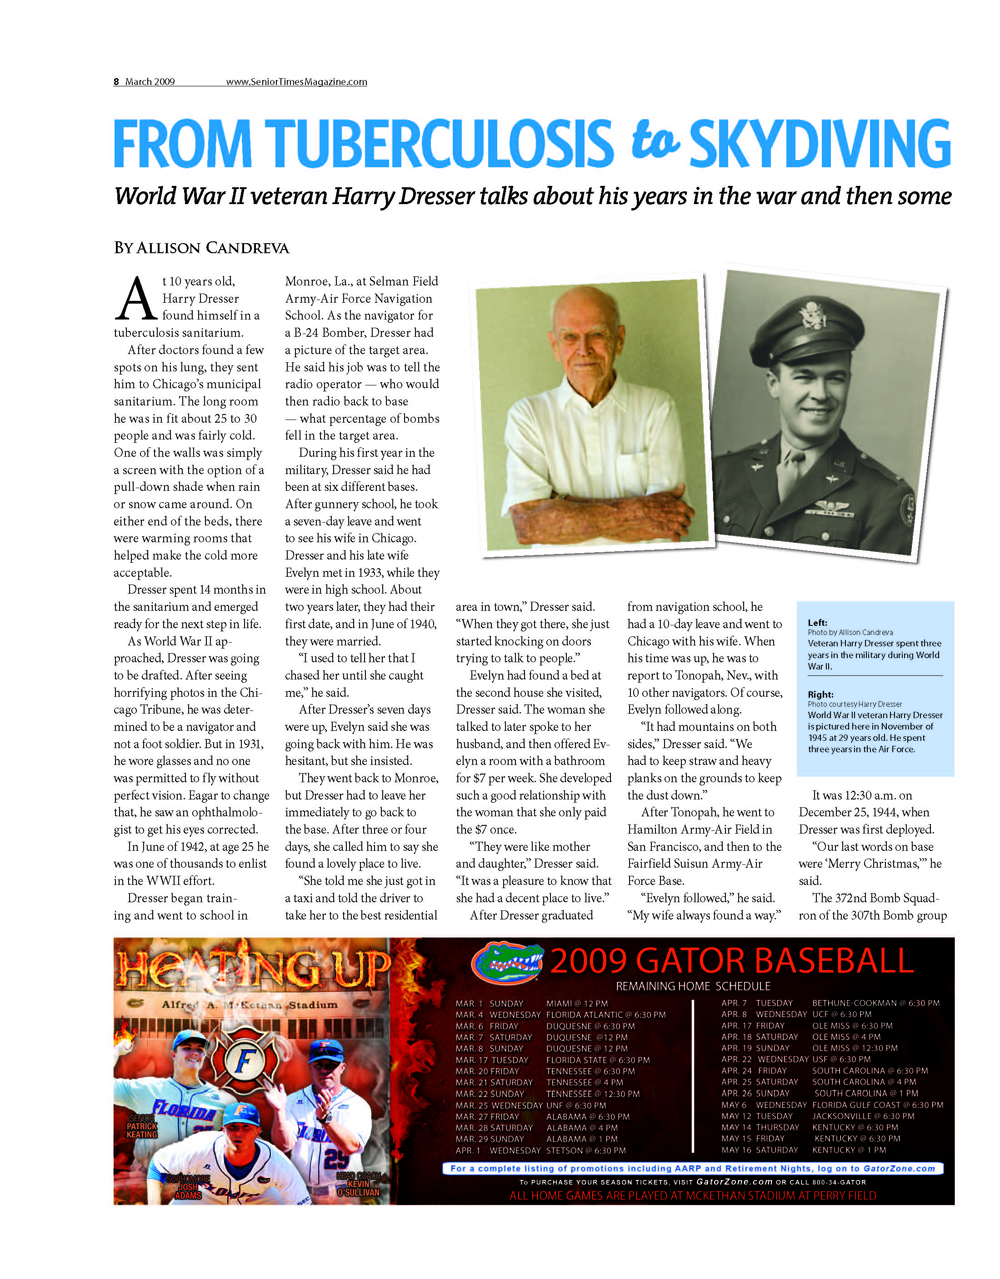 8 March 2009 www.SeniorTimesMagazine.com
FROM TUBERCULOSIS to SKYDIVING
World War II veteran Harry Dresser talks about his years in the war and then some
By Allison Candreva
At 10 years old,
Harry Dresser
found himself in a
tuberculosis sanitarium.
After doctors found a few
spots on his lung, they sent
him to Chicago's municipal
sanitarium. The long room
he was in fit about 25 to 30
people and was fairly cold.
One of the walls was simply
a screen with the option of a
pull-down shade when rain
or snow came around. On
either end of the beds, there
were warming rooms that
helped make the cold more
acceptable.
Dresser spent 14 months in
the sanitarium and emerged
ready for the next step in life.
As World War II ap-
proached, Dresser was going
to be drafted. After seeing
horrifying photos in the Chi-
cago Tribune, he was deter-
mined to be a navigator and
not a foot soldier. But in 1931,
he wore glasses and no one
was permitted to fly without
perfect vision. Eagar to change
that, he saw an ophthalmolo-
gist to get his eyes corrected.
In June of 1942, at age 25 he
was one of thousands to enlist
in the WWII effort.
Dresser began train-
ing and went to school in
Monroe, La., at Selman Field
Army-Air Force Navigation
School. As the navigator for
a B-24 Bomber, Dresser had
a picture of the target area.
He said his job was to tell the
radio operator — who would
then radio back to base
— what percentage of bombs
fell in the target area.
During his first year in the
military, Dresser said he had
been at six different bases.
After gunnery school, he took
a seven-day leave and went
to see his wife in Chicago.
Dresser and his late wife
Evelyn met in 1933, while they
were in high school. About
two years later, they had their
first date, and in June of 1940,
they were married.
"I used to tell her that I
chased her until she caught
me," he said.
After Dresser's seven days
were up, Evelyn said she was
going back with him. He was
hesitant, but she insisted.
They went back to Monroe,
but Dresser had to leave her
immediately to go back to
the base. After three or four
days, she called him to say she
found a lovely place to live.
"She told me she just got in
a taxi and told the driver to
take her to the best residential
area in town," Dresser said.
"When they got there, she just
started knocking on doors
trying to talk to people."
Evelyn had found a bed at
the second house she visited,
Dresser said. The woman she
talked to later spoke to her
husband, and then offered Ev-
elyn a room with a bathroom
for $7 per week. She developed
such a good relationship with
the woman that she only paid
the $7 once.
"They were like mother
and daughter," Dresser said.
"It was a pleasure to know that
she had a decent place to live."
After Dresser graduated
from navigation school, he
had a 10-day leave and went to
Chicago with his wife. When
his time was up, he was to
report to Tonopah, Nev., with
10 other navigators. Of course,
Evelyn followed along.
"It had mountains on both
sides," Dresser said. "We
had to keep straw and heavy
planks on the grounds to keep
the dust down."
After Tonopah, he went to
Hamilton Army-Air Field in
San Francisco, and then to the
Fairfield Suisun Army-Air
Force Base.
"Evelyn followed," he said.
"My wife always found a way."
Left:
Photo by Allison Candreva
Veteran Harry Dresser spent three
years in the military during World
War II.
Right:
Photo courtesy Harry Dresser
World War II veteran Harry Dresser
is pictured here in November of
1945 at 29 years old. He spent
three years in the Air Force.
It was 12:30 a.m. on
December 25, 1944, when
Dresser was first deployed.
"Our last words on base
were 'Merry Christmas,'" he
said.
The 372nd Bomb Squad-
ron of the 307th Bomb group
HEATING UP
Alfred A. McKethan Stadium
F
FLORIDA
29
SENIOR
PATRICK
KEATING
SOPHOMORE
JOSH
ADAMS
HEAD COACH
KEVIN
O'SULLIVAN
2009 GATOR BASEBALL
REMAINING HOME SCHEDULE
MAR. 1 SUNDAY MIAMI @ 12 PM
MAR. 4 WEDNESDAY FLORIDA ATLANTIC @ 6:30 PM
MAR. 6 FRIDAY DUQUESNE @ 6:30 PM
MAR. 7 SATURDAY DUQUESNE @12 PM
MAR. 8 SUNDAY DUQUESNE @ 12 PM
MAR. 17 TUESDAY FLORIDA STATE @ 6:30 PM
MAR. 20 FRIDAY TENNESSEE @ 6:30 PM
MAR. 21 SATURDAY TENNESSEE @ 4 PM
MAR. 22 SUNDAY TENNESSEE @ 12:30 PM
MAR. 25 WEDNESDAY UNF @ 6:30 PM
MAR. 27 FRIDAY ALABAMA @ 6:30 PM
MAR. 28 SATURDAY ALABAMA @ 4 PM
MAR. 29 SUNDAY ALABAMA @ 1 PM
APR. 1 WEDNESDAY STETSON @ 6:30 PM
APR. 7 TUESDAY BETHUNE-COOKMAN @ 6:30 PM
APR. 8 WEDNESDAY UCF @ 6:30 PM
APR. 17 FRIDAY OLE MISS @ 6:30 PM
APR. 18 SATURDAY OLE MISS @ 4 PM
APR. 19 SUNDAY OLE MISS @ 12:30 PM
APR. 22 WEDNESDAY USF @ 6:30 PM
APR. 24 FRIDAY SOUTH CAROLINA @ 6:30 PM
APR. 25 SATURDAY SOUTH CAROLINA @ 4 PM
APR. 26 SUNDAY SOUTH CAROLINA @ 1 PM
MAY 6 WEDNESDAY FLORIDA GULF COAST @ 6:30 PM
MAY 12 TUESDAY JACKSONVILLE @ 6:30 PM
MAY 14 THURSDAY KENTUCKY @ 6:30 PM
MAY 15 FRIDAY KENTUCKY @ 6:30 PM
MAY 16 SATURDAY KENTUCKY @ 1 PM
For a complete listing of promotions including AARP and Retirement Nights, log on to GatorZone.com
To PURCHASE YOUR SEASON TICKETS, VISIT GatorZone.com OR CALL 800-34-GATOR
ALL HOME GAMES ARE PLAYED AT MCKETHAN STADIUM AT PERRY FIELD